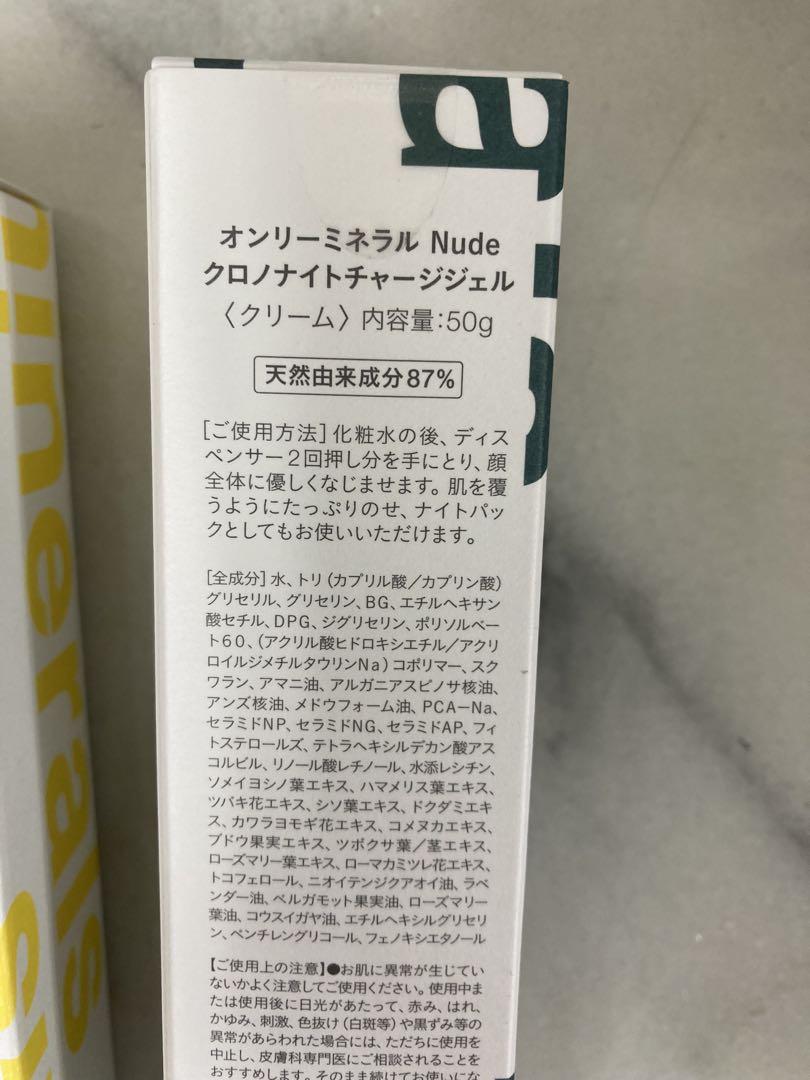 オンリーミネラル Nude
クロノナイトチャージジェル
〈クリーム〉内容量:50g
天然由来成分87%
[ご使用方法]化粧水の後、ディス
ペンサー2回押し分を手にとり、顔
全体に優しくなじませます。肌を覆
うようにたっぷりのせ、ナイトパッ
クとしてもお使いいただけます。
[全成分]水、トリ(カプリル酸/カプリン酸)
グリセリル、グリセリン、BG、エチルヘキサン
酸セチル、DPG、ジグリセリン、ポリソルベー
ト60、(アクリル酸ヒドロキシエチル/アクリ
ロイルジメチルタウリンNa)コポリマー、スク
ワラン、アマニ油、アルガニアスピノサ核油、
アンズ核油、メドウフォーム油、PCA-Na、
セラミドNP、セラミドNG、セラミドAP、フィ
トステロールズ、テトラヘキシルデカン酸アス
コルビル、リノール酸レチノール、水添レシチン、
ソメイヨシノ葉エキス、ハマメリス葉エキス、
ツバキ花エキス、シソ葉エキス、ドクダミエキ
ス、カワラヨモギ花エキス、コメヌカエキス、
ブドウ果実エキス、ツボクサ葉/茎エキス、
ローズマリー葉エキス、ローマカミツレ花エキス、
トコフェロール、ニオイテンジクアオイ油、ラベ
ンダー油、ベルガモット果実油、ローズマリー
葉油、コウスイガヤ油、エチルヘキシルグリセリ
ン、ペンチレングリコール、フェノキシエタノール
【ご使用上の注意】●お肌に異常が生じてい
ないかよく注意してご使用ください。使用中ま
たは使用後に日光があたって、赤み、はれ、
かゆみ、刺激、色抜け(白斑等)や黒ずみ等の
異常があらわれた場合には、ただちに使用を
中止し、皮膚科専門医にご相談されることを
おすすめします。そのまま続けてお使いにな
minerals